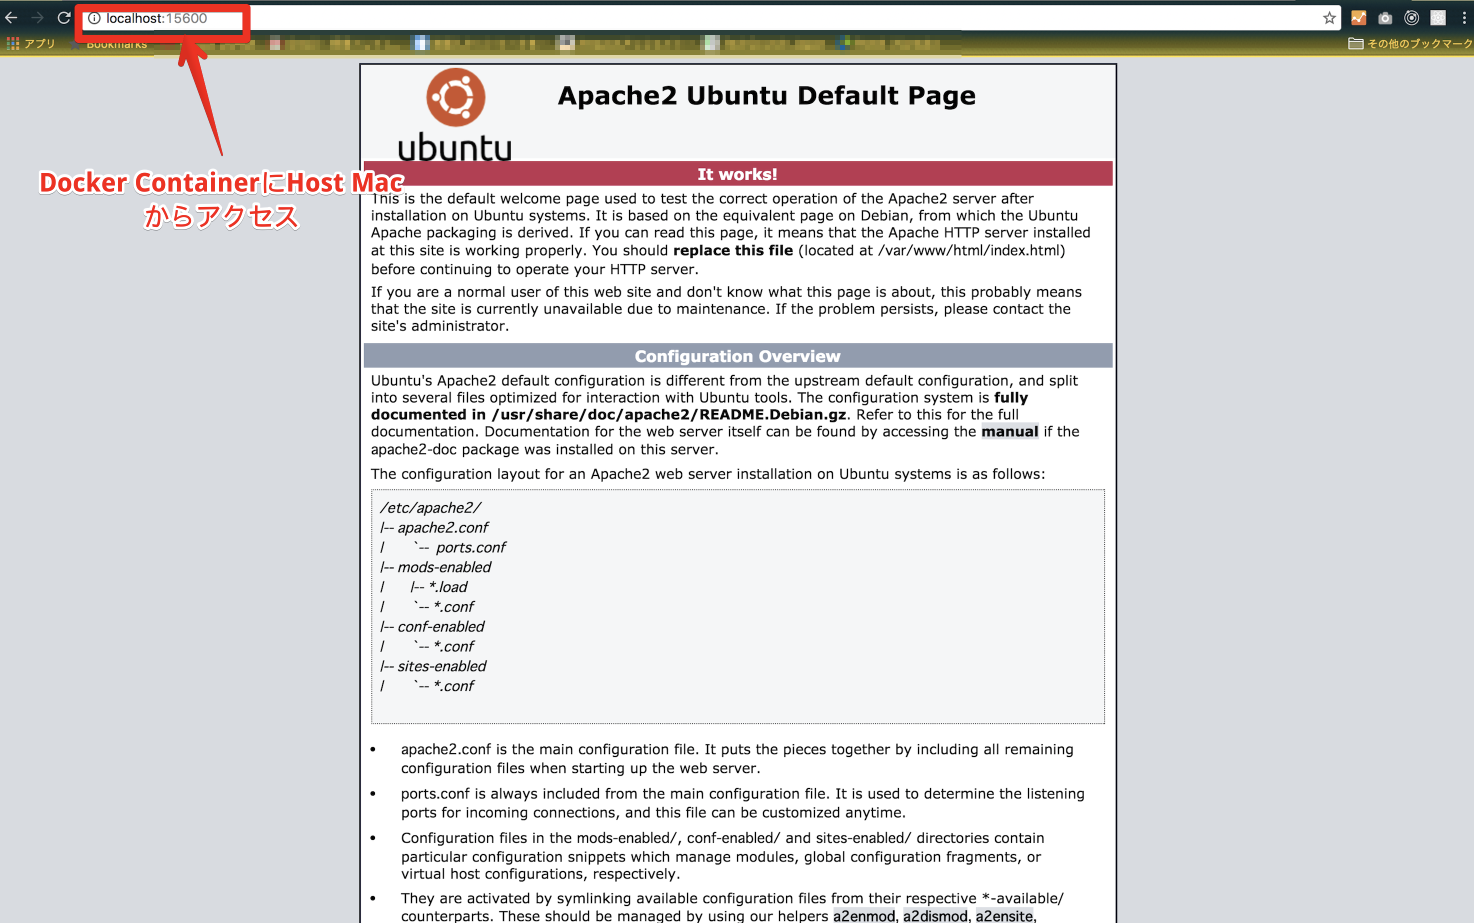 localhost:15600
アプリ
Bookmarks
その他のブックマーク
ubuntu
Apache2 Ubuntu Default Page
It works!
Docker ContainerにHost Mac
からアクセス
This is the default welcome page used to test the correct operation of the Apache2 server after
installation on Ubuntu systems. It is based on the equivalent page on Debian, from which the Ubuntu
Apache packaging is derived. If you can read this page, it means that the Apache HTTP server installed
at this site is working properly. You should replace this file (located at /var/www/html/index.html)
before continuing to operate your HTTP server.
If you are a normal user of this web site and don't know what this page is about, this probably means
that the site is currently unavailable due to maintenance. If the problem persists, please contact the
site's administrator.
Configuration Overview
Ubuntu's Apache2 default configuration is different from the upstream default configuration, and split
into several files optimized for interaction with Ubuntu tools. The configuration system is fully
documented in /usr/share/doc/apache2/README.Debian.gz. Refer to this for the full
documentation. Documentation for the web server itself can be found by accessing the manual if the
apache2-doc package was installed on this server.
The configuration layout for an Apache2 web server installation on Ubuntu systems is as follows:
/etc/apache2/
|-- apache2.conf
|       `--  ports.conf
|-- mods-enabled
|       |-- *.load
|       `-- *.conf
|-- conf-enabled
|       `-- *.conf
|-- sites-enabled
|       `-- *.conf
• apache2.conf is the main configuration file. It puts the pieces together by including all remaining
configuration files when starting up the web server.
• ports.conf is always included from the main configuration file. It is used to determine the listening
ports for incoming connections, and this file can be customized anytime.
• Configuration files in the mods-enabled/, conf-enabled/ and sites-enabled/ directories contain
particular configuration snippets which manage modules, global configuration fragments, or
virtual host configurations, respectively.
• They are activated by symlinking available configuration files from their respective *-available/
counterparts. These should be managed by using our helpers a2enmod, a2dismod, a2ensite,